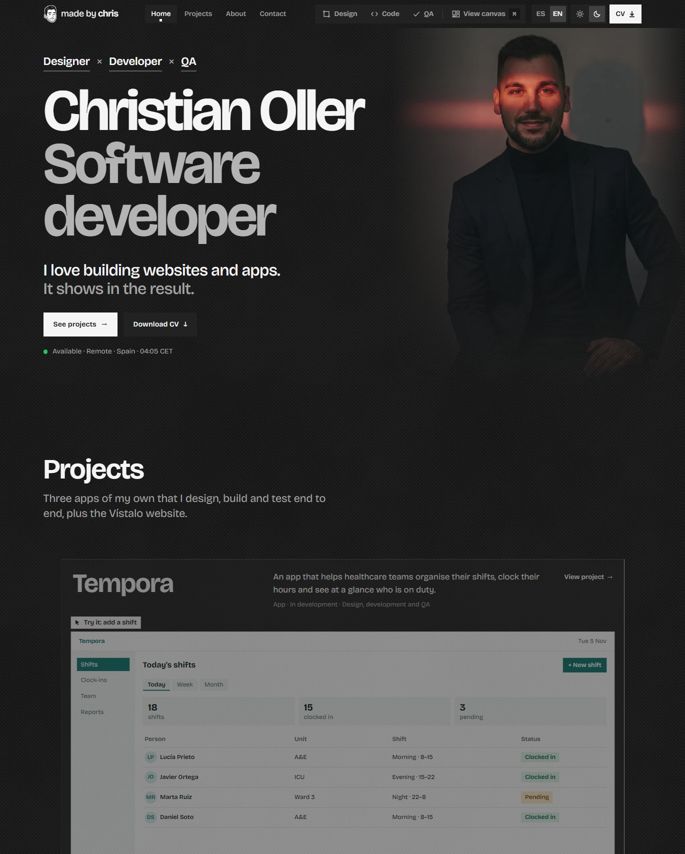 made by chris
Home Projects About Contact
Design Code QA View canvas M
ES EN
CV
Designer × Developer × QA
Christian Oller
Software
developer
I love building websites and apps.
It shows in the result.
See projects →
Download CV ↓
Available · Remote · Spain · 04:05 CET
Projects
Three apps of my own that I design, build and test end to
end, plus the Vístalo website.
Tempora
An app that helps healthcare teams organise their shifts, clock their
hours and see at a glance who is on duty.
App · In development · Design, development and QA
View project →
Try it: add a shift
Tempora
Tue 5 Nov
Shifts
Clock-ins
Team
Reports
Today's shifts
+ New shift
Today Week Month
18
shifts
15
clocked in
3
pending
Person Unit Shift Status
LP Lucía Prieto A&E Morning · 8–15 Clocked in
JO Javier Ortega ICU Evening · 15–22 Clocked in
MR Marta Ruiz Ward 3 Night · 22–8 Pending
DS Daniel Soto A&E Morning · 8–15 Clocked in